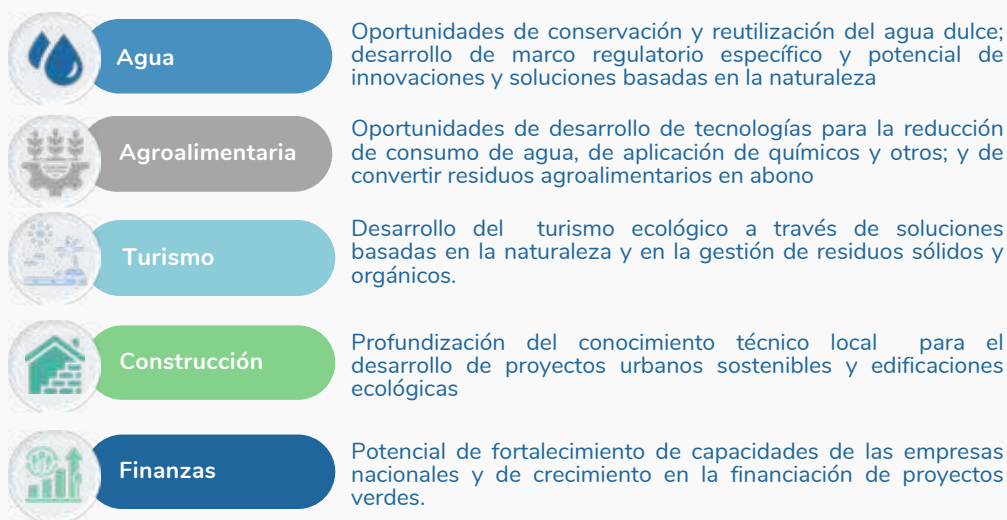 Agua
Oportunidades de conservación y reutilización del agua dulce;
desarrollo de marco regulatorio específico y potencial de
innovaciones y soluciones basadas en la naturaleza
Agroalimentaria
Oportunidades de desarrollo de tecnologías para la reducción
de consumo de agua, de aplicación de químicos y otros; y de
convertir residuos agroalimentarios en abono
Turismo
Desarrollo del turismo ecológico a través de soluciones
basadas en la naturaleza y en la gestión de residuos sólidos y
orgánicos.
Construcción
Profundización del conocimiento técnico local para el
desarrollo de proyectos urbanos sostenibles y edificaciones
ecológicas
Finanzas
Potencial de fortalecimiento de capacidades de las empresas
nacionales y de crecimiento en la financiación de proyectos
verdes.